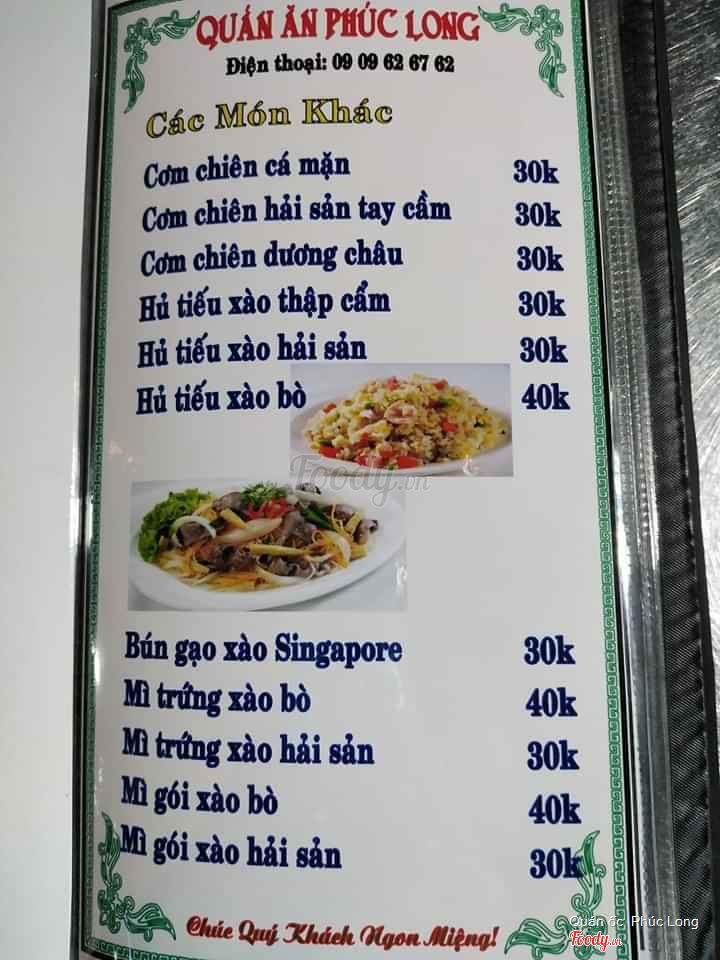 QUÁN ĂN PHÚC LONG
Điện thoại: 09 09 62 67 62
Các Món Khác
Cơm chiên cá mặn 30k
Cơm chiên hải sản tay cầm 30k
Cơm chiên dương châu 30k
Hủ tiếu xào thập cẩm 30k
Hủ tiếu xào hải sản 30k
Hủ tiếu xào bò 40k
Foody.vn
Bún gạo xào Singapore 30k
Mì trứng xào bò 40k
Mì trứng xào hải sản 30k
Mì gói xào bò 40k
Mì gói xào hải sản 30k
Chúc Quý Khách Ngon Miệng!
Quán ốc Phúc Long
Foody.vn